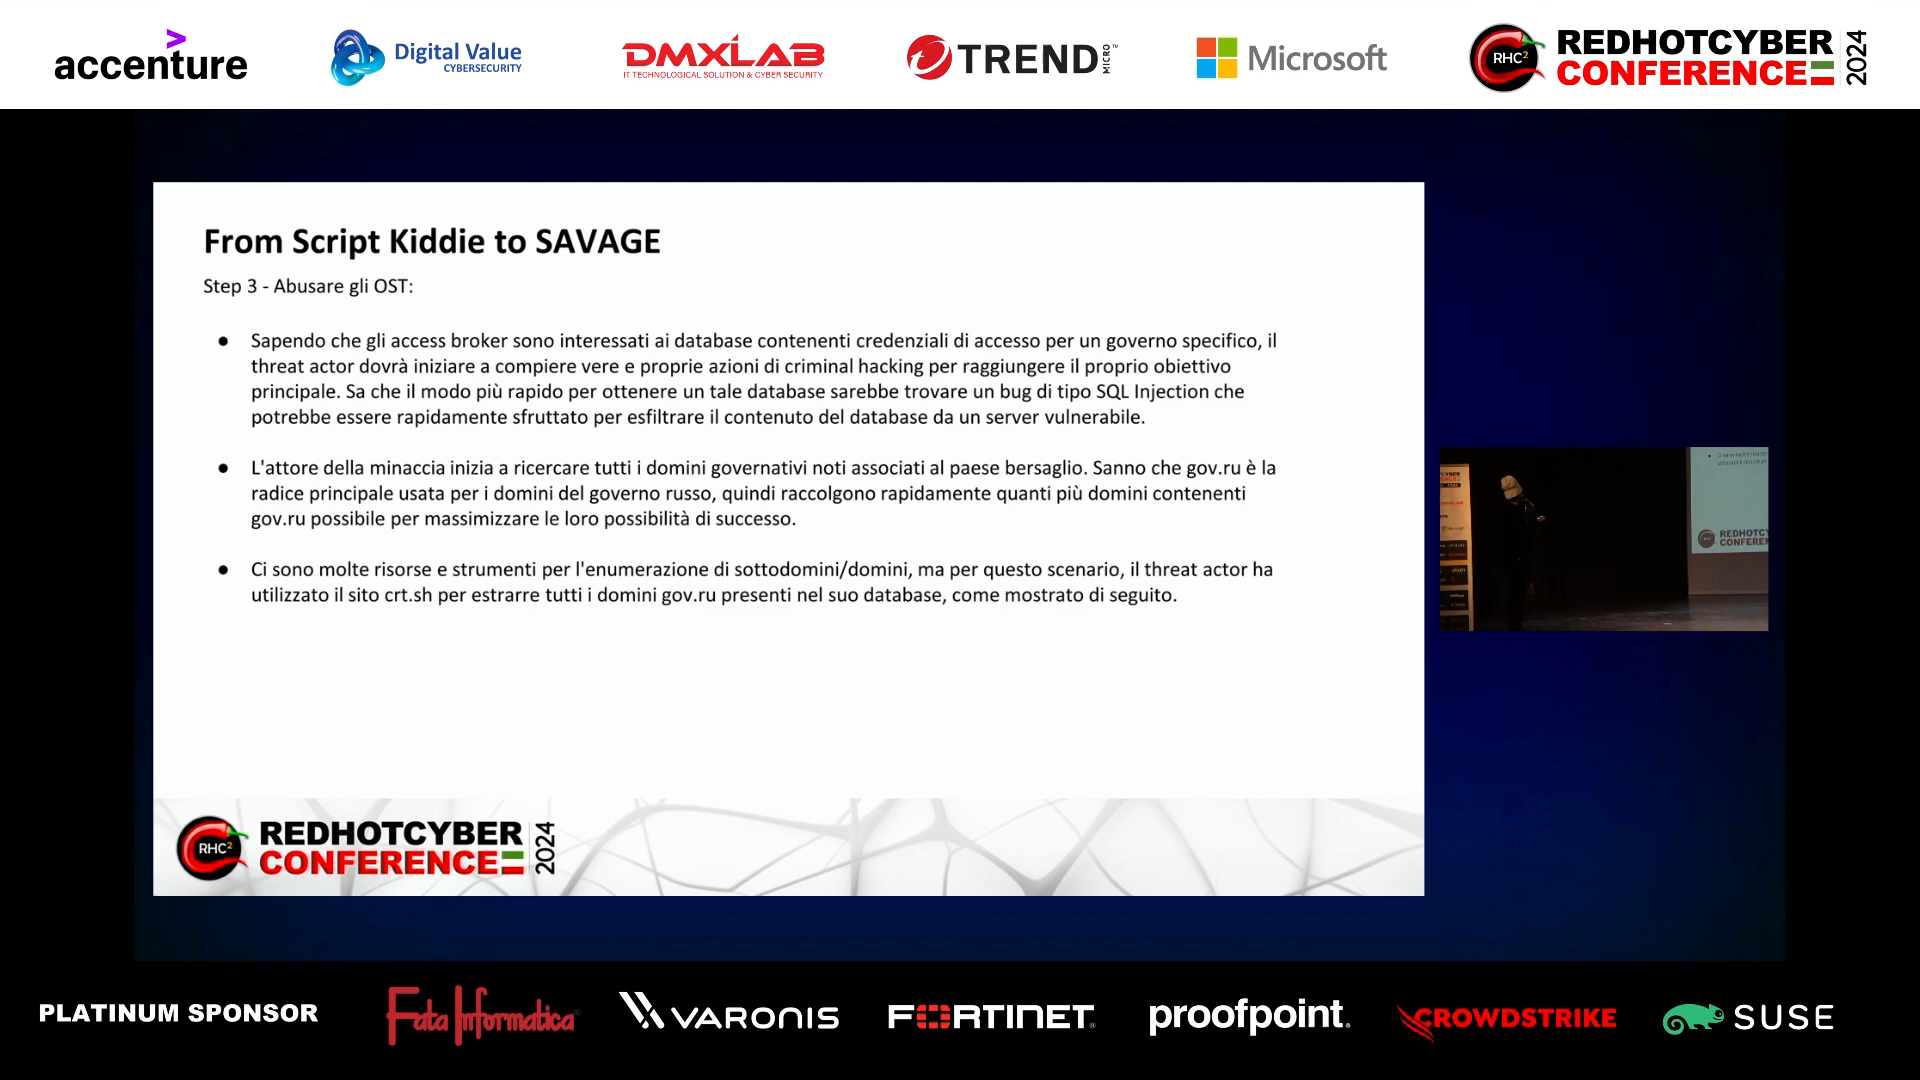 accenture
Digital Value
CYBERSECURITY
DMXLAB
IT TECHNOLOGICAL SOLUTION & CYBER SECURITY
TREND MICRO™
Microsoft
RHC²
REDHOTCYBER
CONFERENCE
2024
From Script Kiddie to SAVAGE
Step 3 - Abusare gli OST:
● Sapendo che gli access broker sono interessati ai database contenenti credenziali di accesso per un governo specifico, il
threat actor dovrà iniziare a compiere vere e proprie azioni di criminal hacking per raggiungere il proprio obiettivo
principale. Sa che il modo più rapido per ottenere un tale database sarebbe trovare un bug di tipo SQL Injection che
potrebbe essere rapidamente sfruttato per esfiltrare il contenuto del database da un server vulnerabile.
● L'attore della minaccia inizia a ricercare tutti i domini governativi noti associati al paese bersaglio. Sanno che gov.ru è la
radice principale usata per i domini del governo russo, quindi raccolgono rapidamente quanti più domini contenenti
gov.ru possibile per massimizzare le loro possibilità di successo.
● Ci sono molte risorse e strumenti per l'enumerazione di sottodomini/domini, ma per questo scenario, il threat actor ha
utilizzato il sito crt.sh per estrarre tutti i domini gov.ru presenti nel suo database, come mostrato di seguito.
RHC²
REDHOTCYBER
CONFERENCE
2024
PLATINUM SPONSOR
Fata Informatica
VARONIS
FORTINET®
proofpoint.
CROWDSTRIKE
SUSE